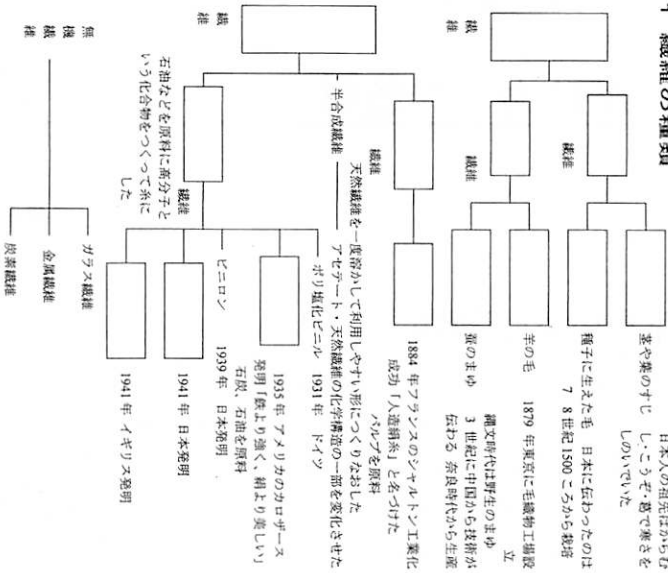 繊維の種類
繊維
繊維
茎や葉のすじ
日本人の祖先はからむ
し・こうぞ・葛で寒さを
しのいでいた
種子に生えた毛 日本に伝わったのは
7 8世紀 1500ころから栽培
繊維
羊の毛 1879年東京に毛織物工場設
立
蚕のまゆ
縄文時代は野生のまゆ
3世紀に中国から技術が
伝わる 奈良時代から生産
繊維
繊維
1884年フランスのシャルトン工業化
成功「人造絹糸」と名づけた
パルプを原料
天然繊維を一度溶かして利用しやすい形につくりなおした
半合成繊維
アセテート・天然繊維の化学構造の一部を変化させた
繊維
石油などを原料に高分子と
いう化合物をつくって糸に
した
ポリ塩化ビニル 1931年 ドイツ
1935年 アメリカのカロザース
発明「鉄より強く、絹より美しい」
石炭、石油を原料
ビニロン 1939年 日本発明
1941年 日本発明
1941年 イギリス発明
無機繊維
ガラス繊維
金属繊維
炭素繊維